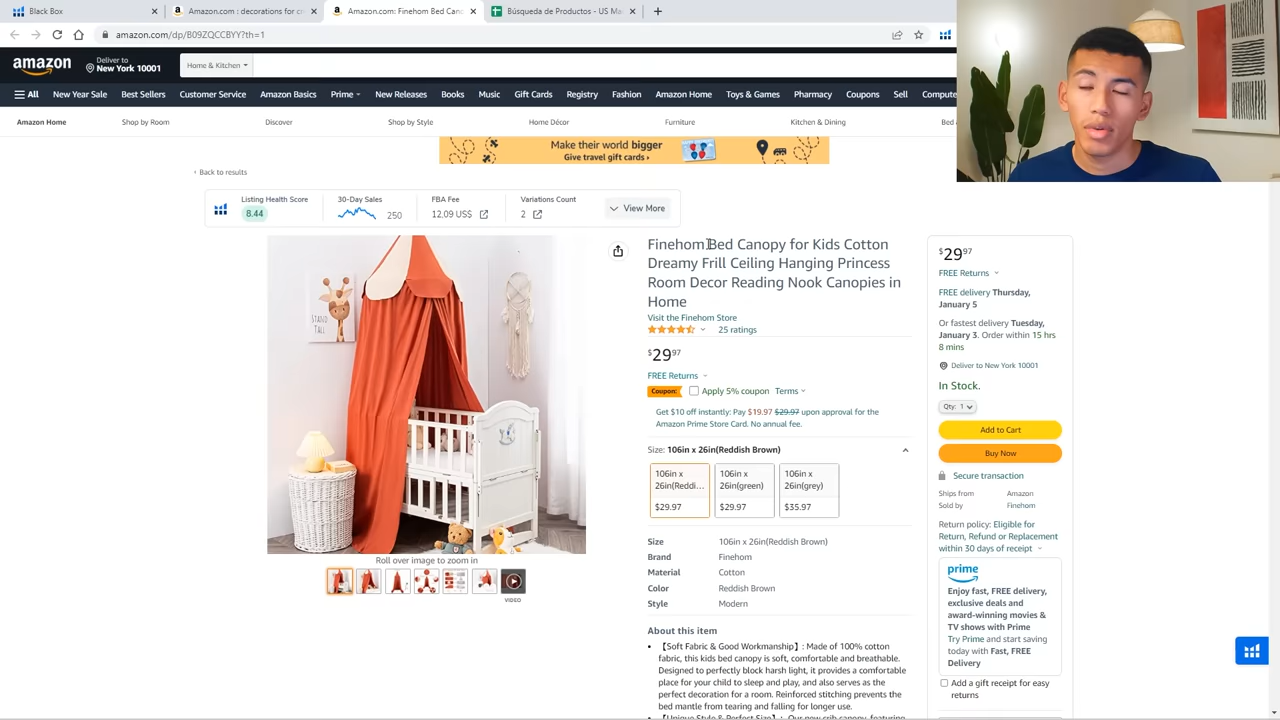 Black Box
Amazon.com : decorations for cr
Amazon.com: Finehom Bed Can
Búsqueda de Productos - US Ma
amazon.com/dp/B09ZQCCBYY?th=1
amazon
Deliver to
New York 10001
Home & Kitchen
All
New Year Sale
Best Sellers
Customer Service
Amazon Basics
Prime
New Releases
Books
Music
Gift Cards
Registry
Fashion
Amazon Home
Toys & Games
Pharmacy
Coupons
Sell
Compute
Amazon Home
Shop by Room
Discover
Shop by Style
Home Décor
Furniture
Kitchen & Dining
Bed
Make their world bigger
Give travel gift cards ›
‹ Back to results
Listing Health Score
8.44
30-Day Sales
250
FBA Fee
12,09 US$
Variations Count
2
View More
STAND
TALL
Roll over image to zoom in
VIDEO
Finehom Bed Canopy for Kids Cotton
Dreamy Frill Ceiling Hanging Princess
Room Decor Reading Nook Canopies in
Home
Visit the Finehom Store
25 ratings
$2997
FREE Returns
Coupon:
Apply 5% coupon Terms
Get $10 off instantly: Pay $19.97 $29.97 upon approval for the
Amazon Prime Store Card. No annual fee.
Size: 106in x 26in(Reddish Brown)
106in x
26in(Reddi...
$29.97
106in x
26in(green)
$29.97
106in x
26in(grey)
$35.97
Size 106in x 26in(Reddish Brown)
Brand Finehom
Material Cotton
Color Reddish Brown
Style Modern
About this item
• 【Soft Fabric & Good Workmanship】: Made of 100% cotton
fabric, this kids bed canopy is soft, comfortable and breathable.
Designed to perfectly block harsh light, it provides a comfortable
place for your child to sleep and play, and also serves as the
perfect decoration for a room. Reinforced stitching prevents the
bed mantle from tearing and falling for longer use.
• 【Unique Style & Perfect Size】: Our new crib canopy, featuring
$2997
FREE Returns
FREE delivery Thursday,
January 5
Or fastest delivery Tuesday,
January 3. Order within 15 hrs
8 mins
Deliver to New York 10001
In Stock.
Qty: 1
Add to Cart
Buy Now
Secure transaction
Ships from Amazon
Sold by Finehom
Return policy: Eligible for
Return, Refund or Replacement
within 30 days of receipt
prime
Enjoy fast, FREE delivery,
exclusive deals and
award-winning movies &
TV shows with Prime
Try Prime and start saving
today with Fast, FREE
Delivery
Add a gift receipt for easy
returns